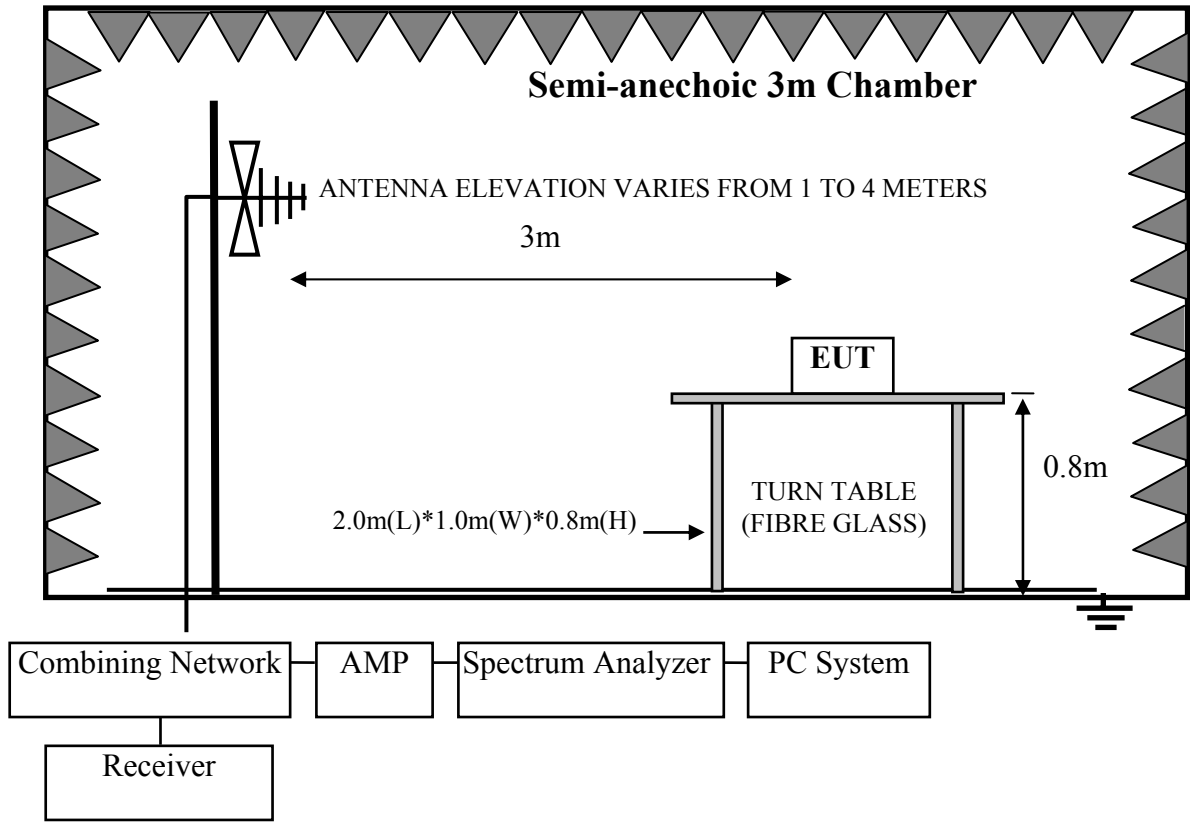 Semi-anechoic 3m Chamber
ANTENNA ELEVATION VARIES FROM 1 TO 4 METERS
3m
EUT
0.8m
TURN TABLE
(FIBRE GLASS)
2.0m(L)*1.0m(W)*0.8m(H)
Combining Network
AMP
Spectrum Analyzer
PC System
Receiver